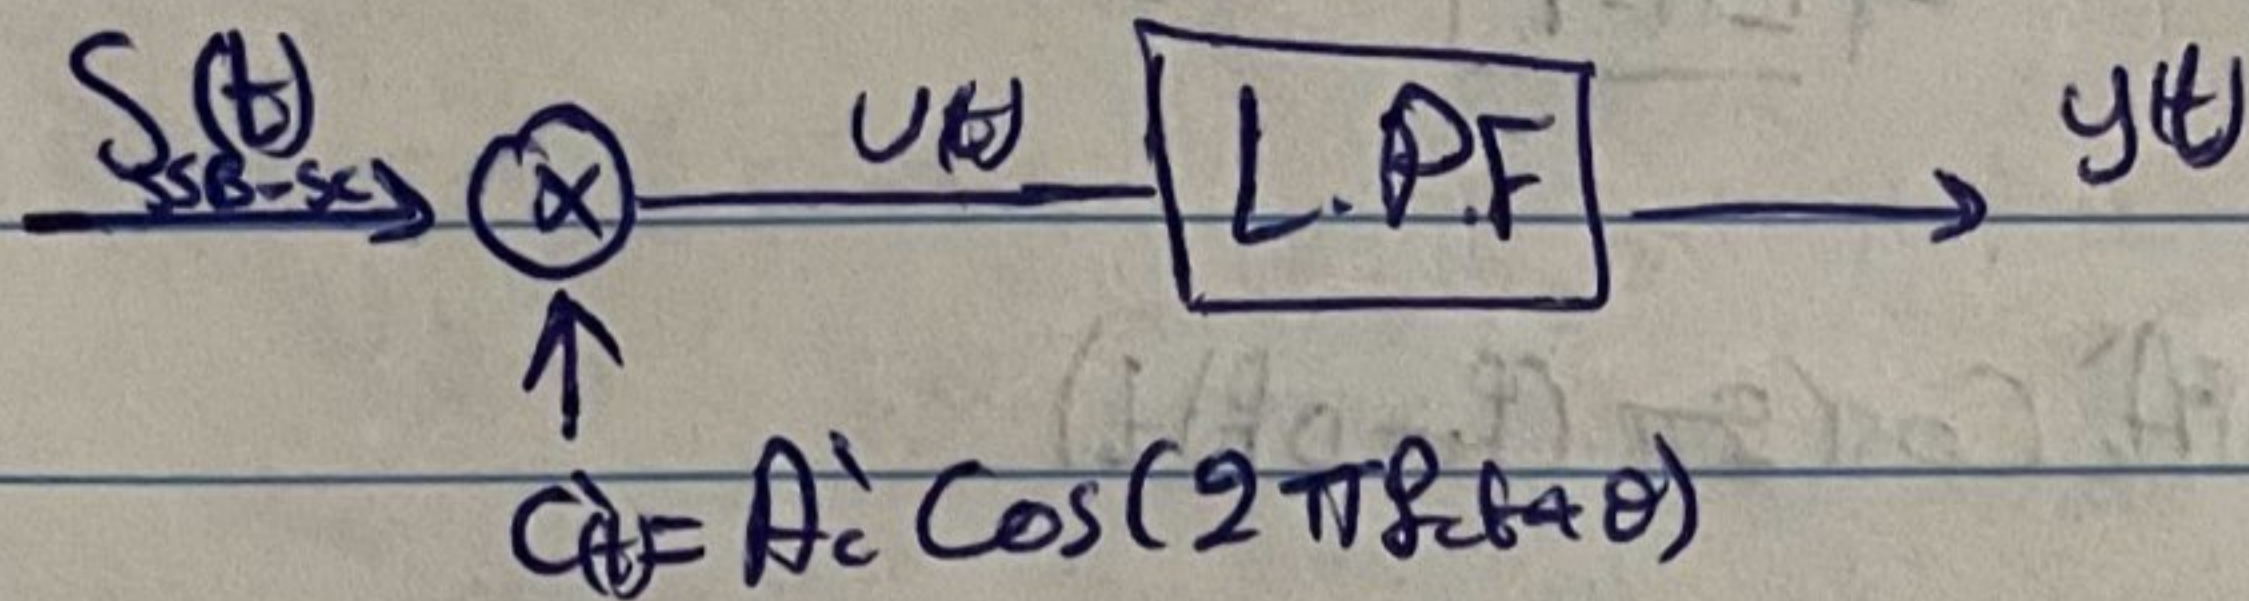 S(t) SSB-SC
X
U(t)
L.P.F
y(t)
C(t)= A'c Cos(2πfct+θ)